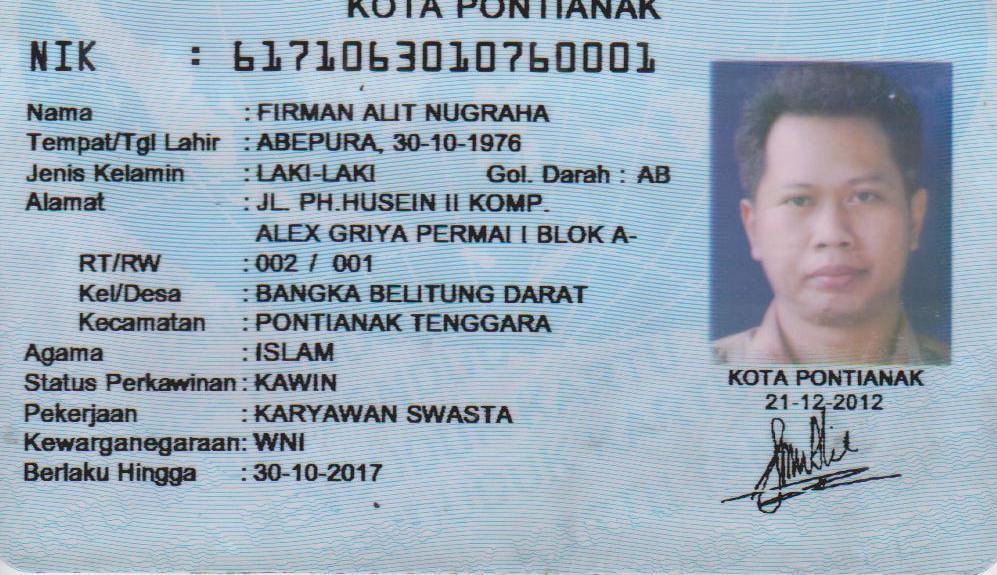 KOTA PONTIANAK
NIK : 6171063010760001
Nama : FIRMAN ALIT NUGRAHA
Tempat/Tgl Lahir : ABEPURA, 30-10-1976
Jenis Kelamin : LAKI-LAKI Gol. Darah : AB
Alamat : JL. PH.HUSEIN II KOMP.
ALEX GRIYA PERMAI I BLOK A-
RT/RW : 002 / 001
Kel/Desa : BANGKA BELITUNG DARAT
Kecamatan : PONTIANAK TENGGARA
Agama : ISLAM
Status Perkawinan : KAWIN
Pekerjaan : KARYAWAN SWASTA
Kewarganegaraan: WNI
Berlaku Hingga : 30-10-2017
KOTA PONTIANAK
21-12-2012